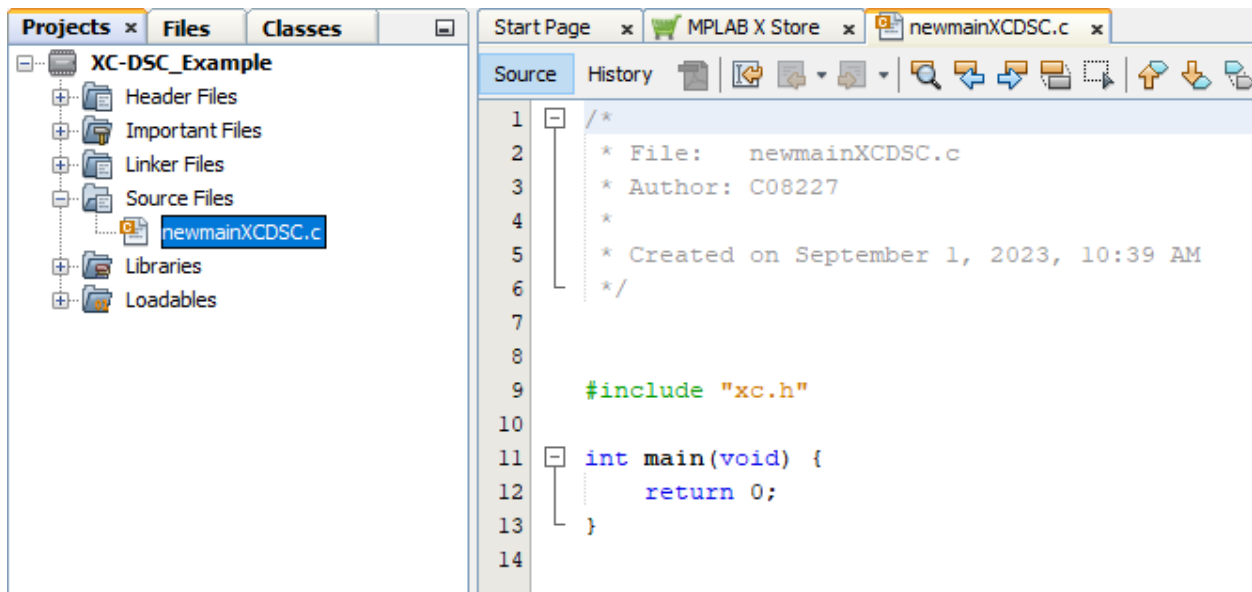 Projects × Files Classes
XC-DSC_Example
Header Files
Important Files
Linker Files
Source Files
newmainXCDSC.c
Libraries
Loadables
Start Page × MPLAB X Store × newmainXCDSC.c ×
Source History
1 /*
2 * File:   newmainXCDSC.c
3 * Author: C08227
4 *
5 * Created on September 1, 2023, 10:39 AM
6 */
7
8
9 #include "xc.h"
10
11 int main(void) {
12     return 0;
13 }
14